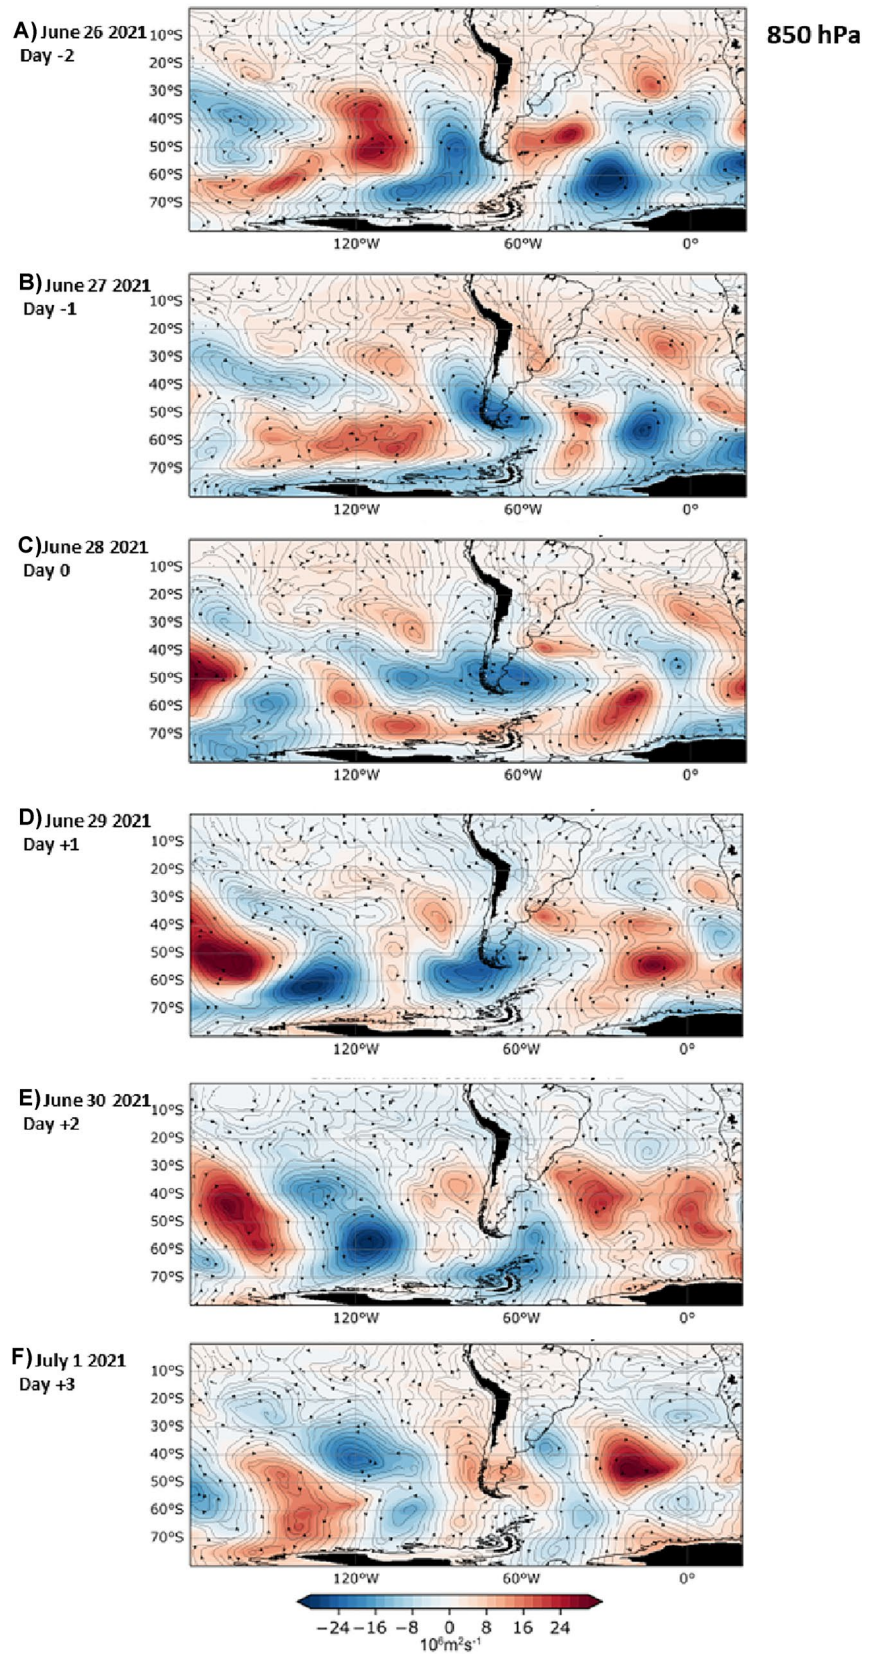 A) June 26 2021
Day -2
850 hPa
10°S
20°S
30°S
40°S
50°S
60°S
70°S
120°W 60°W 0°
B) June 27 2021
Day -1
10°S
20°S
30°S
40°S
50°S
60°S
70°S
120°W 60°W 0°
C) June 28 2021
Day 0
10°S
20°S
30°S
40°S
50°S
60°S
70°S
120°W 60°W 0°
D) June 29 2021
Day +1
10°S
20°S
30°S
40°S
50°S
60°S
70°S
120°W 60°W 0°
E) June 30 2021
Day +2
10°S
20°S
30°S
40°S
50°S
60°S
70°S
120°W 60°W 0°
F) July 1 2021
Day +3
10°S
20°S
30°S
40°S
50°S
60°S
70°S
120°W 60°W 0°
−24 −16 −8 0 8 16 24
10⁶m²s⁻¹